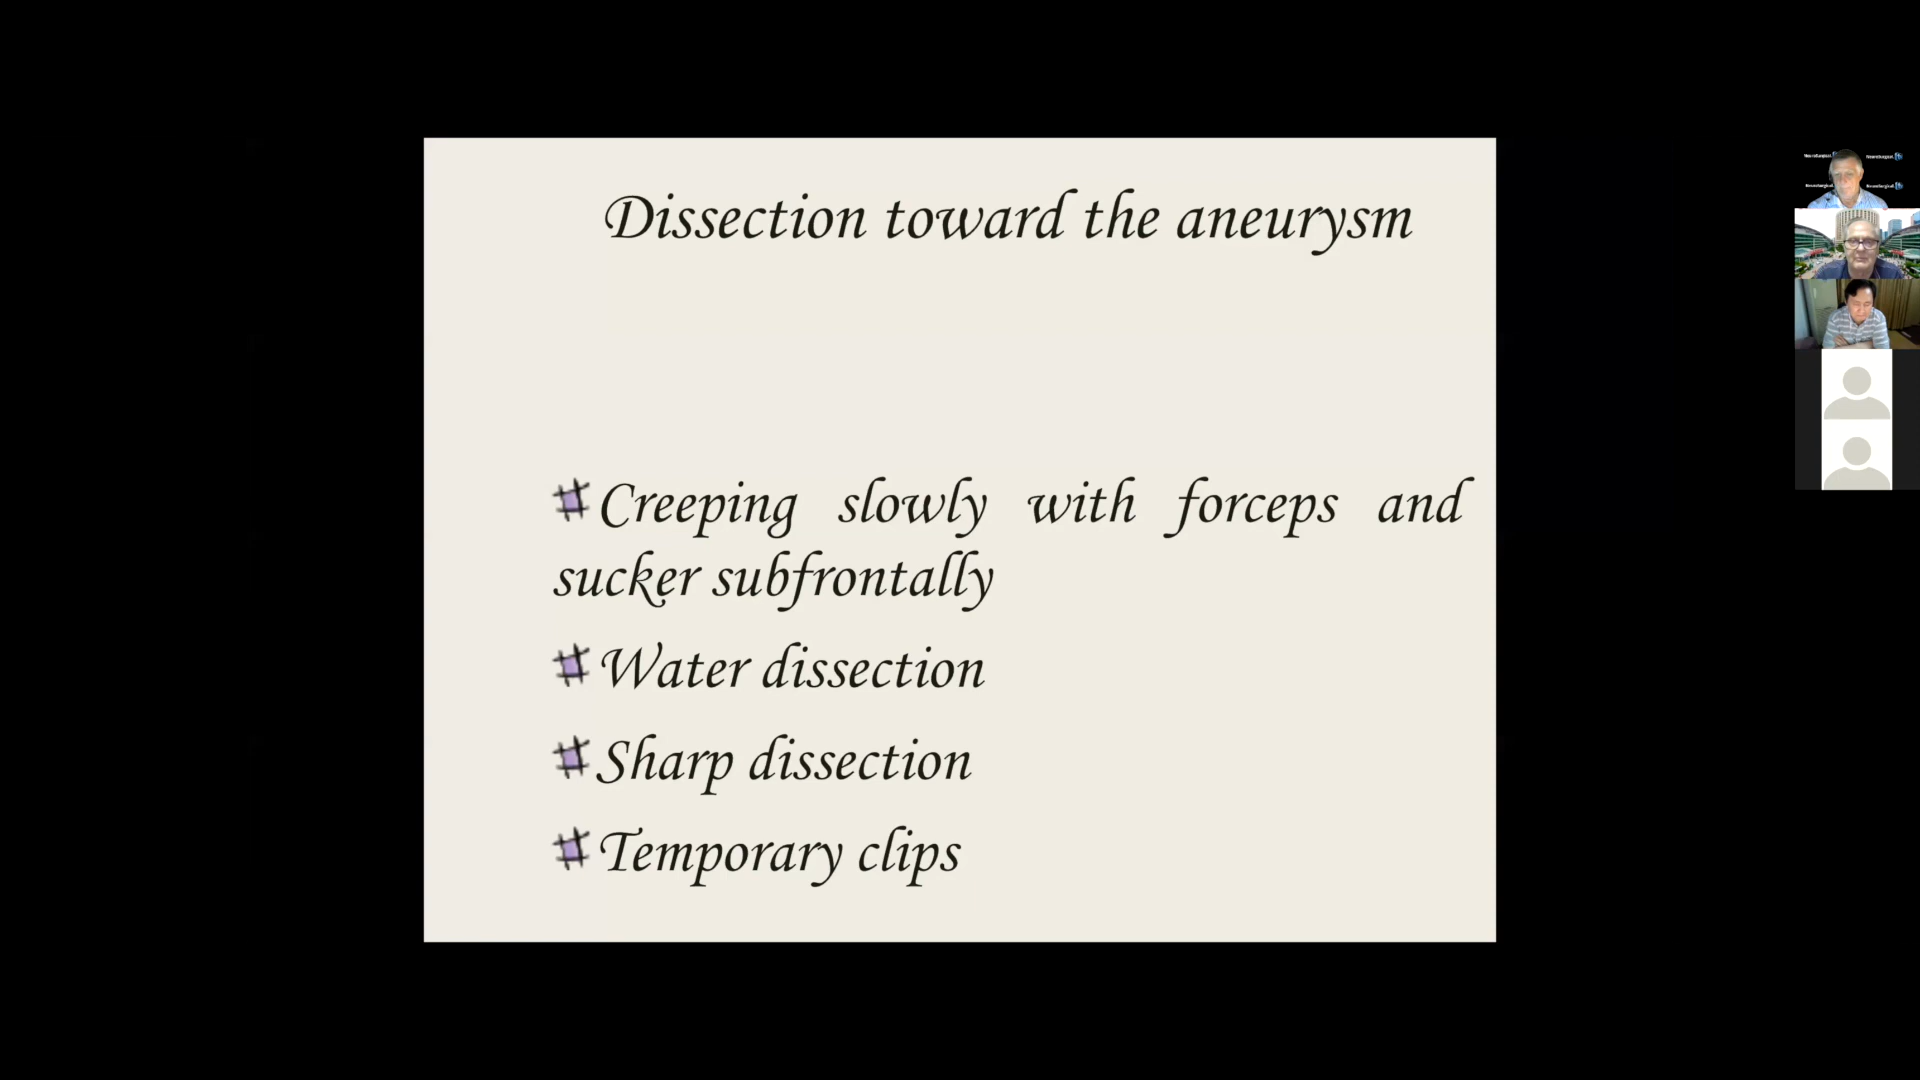 Dissection toward the aneurysm
Creeping slowly with forceps and
sucker subfrontally
Water dissection
Sharp dissection
Temporary clips